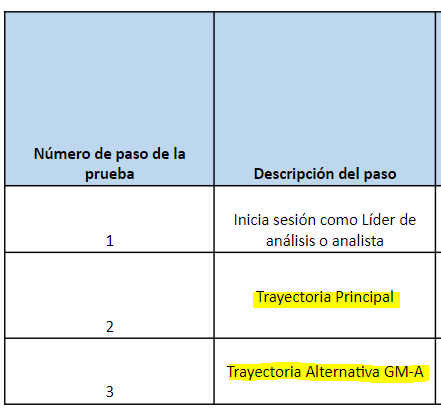 Número de paso de la
prueba
Descripción del paso
1
Inicia sesión como Líder de
análisis o analista
2
Trayectoria Principal
3
Trayectoria Alternativa GM-A